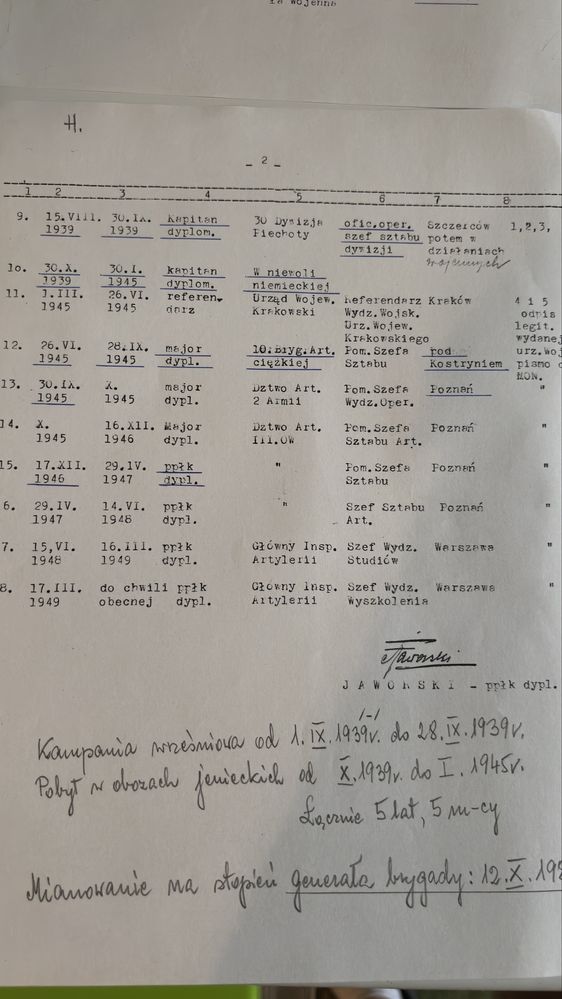 ła Wojenna
H.
- 2 -
1 2 3 4 5 6 7 8
9. 15.VIII. 30.IX. Kapitan 30 Dywizja ofic.oper. Szczerców 1,2,3,
1939 1939 dyplom. Piechoty szef sztabu potem w
dywizji działaniach
wojennych
10. 30.X. 30.I. kapitan W niewoli
1939 1945 dyplom. niemieckiej
11. 1.III. 26.VI. referen- Urząd Wojew. Referendarz Kraków 4 i 5
1945 1945 darz Krakowski Wydz.Wojsk. odpis
Urz.Wojew. legit.
Krakowskiego wydanej
12. 26.VI. 28.IX. major 10.Bryg.Art. Pom.Szefa pod urz.Woj
1945 1945 dypl. ciężkiej Sztabu Kostryniem pismo
MON.
13. 30.IX. X. major Dztwo Art. Pom.Szefa Poznań "
1945 1945 dypl. 2 Armii Wydz.Oper.
14. X. 16.XII. Major Dztwo Art. Pom.Szefa Poznań "
1945 1946 dypl. III.OW Sztabu Art.
15. 17.XII. 29.IV. ppłk " Pom.Szefa Poznań "
1946 1947 dypl. Sztabu
6. 29.IV. 14.VI. ppłk " Szef Sztabu Poznań "
1947 1948 dypl. Art.
7. 15,VI. 16.III. ppłk Główny Insp. Szef Wydz. Warszawa "
1948 1949 dypl. Artylerii Studiów
8. 17.III. do chwili ppłk Główny Insp. Szef Wydz. Warszawa "
1949 obecnej dypl. Artylerii Wyszkolenia
Jaworski
J A W O R S K I - ppłk dypl.
/-/
Kampania wrześniowa od 1.IX.1939r. do 28.IX.1939r.
Pobyt w obozach jenieckich od X.1939r. do I.1945r.
Łącznie 5 lat, 5 m-cy
Mianowanie na stopień generała brygady: 12.X.19